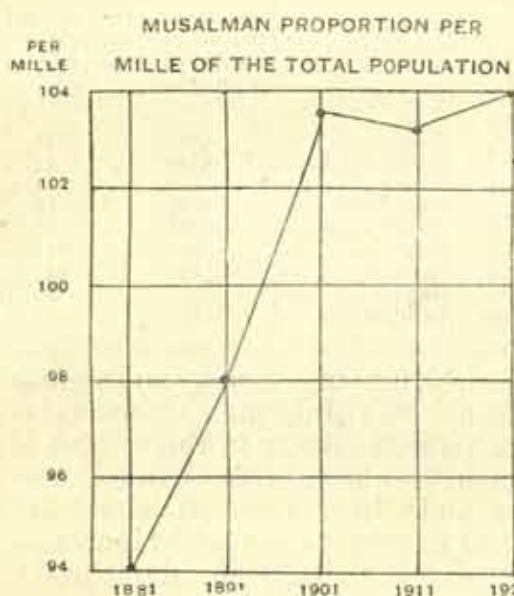 MUSALMAN PROPORTION PER
MILLE OF THE TOTAL POPULATION
PER
MILLE
104
102
100
98
96
94
1881
1891
1901
1911